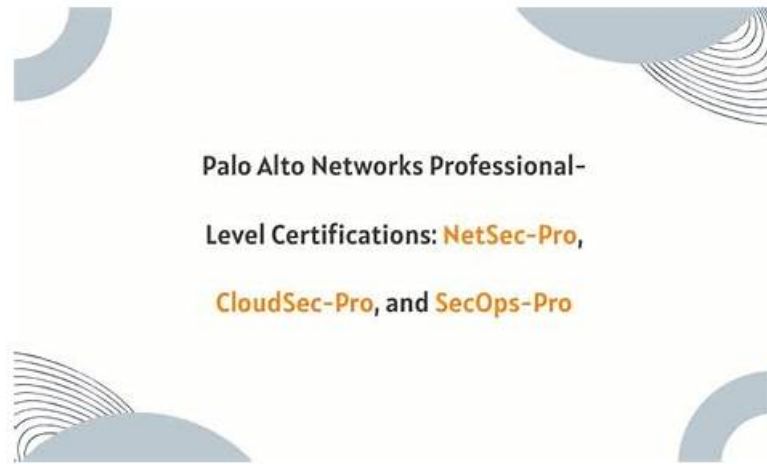 Palo Alto Networks Professional-
Level Certifications: NetSec-Pro,
CloudSec-Pro, and SecOps-Pro